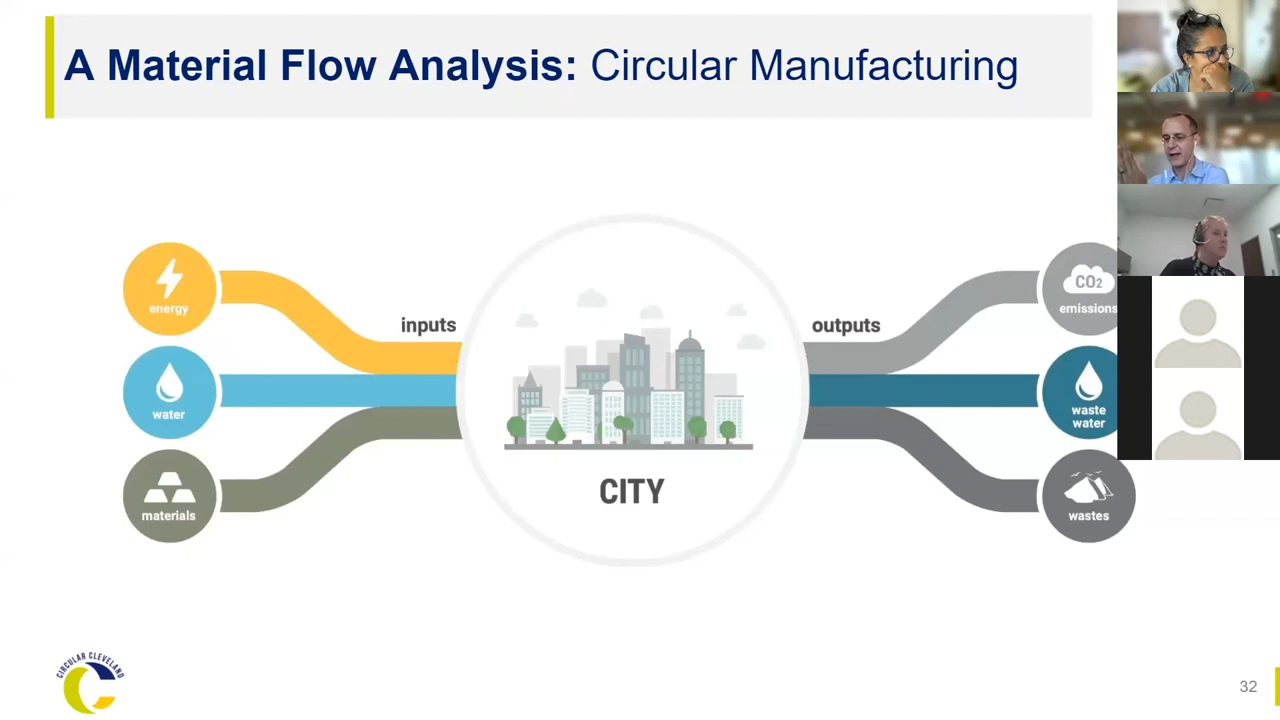 A Material Flow Analysis: Circular Manufacturing
energy
inputs
outputs
CO2
emissions
water
waste
water
materials
CITY
wastes
CIRCULAR CLEVELAND
32